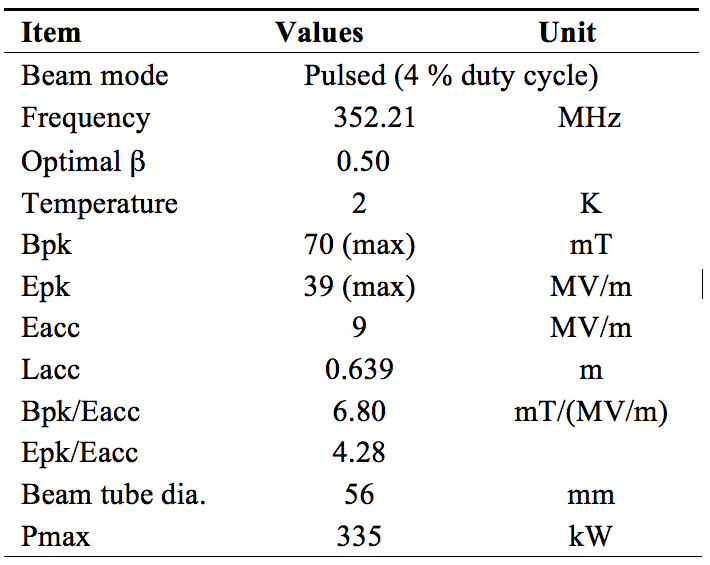 Item Values Unit
Beam mode Pulsed (4 % duty cycle)
Frequency 352.21 MHz
Optimal β 0.50
Temperature 2 K
Bpk 70 (max) mT
Epk 39 (max) MV/m
Eacc 9 MV/m
Lacc 0.639 m
Bpk/Eacc 6.80 mT/(MV/m)
Epk/Eacc 4.28
Beam tube dia. 56 mm
Pmax 335 kW